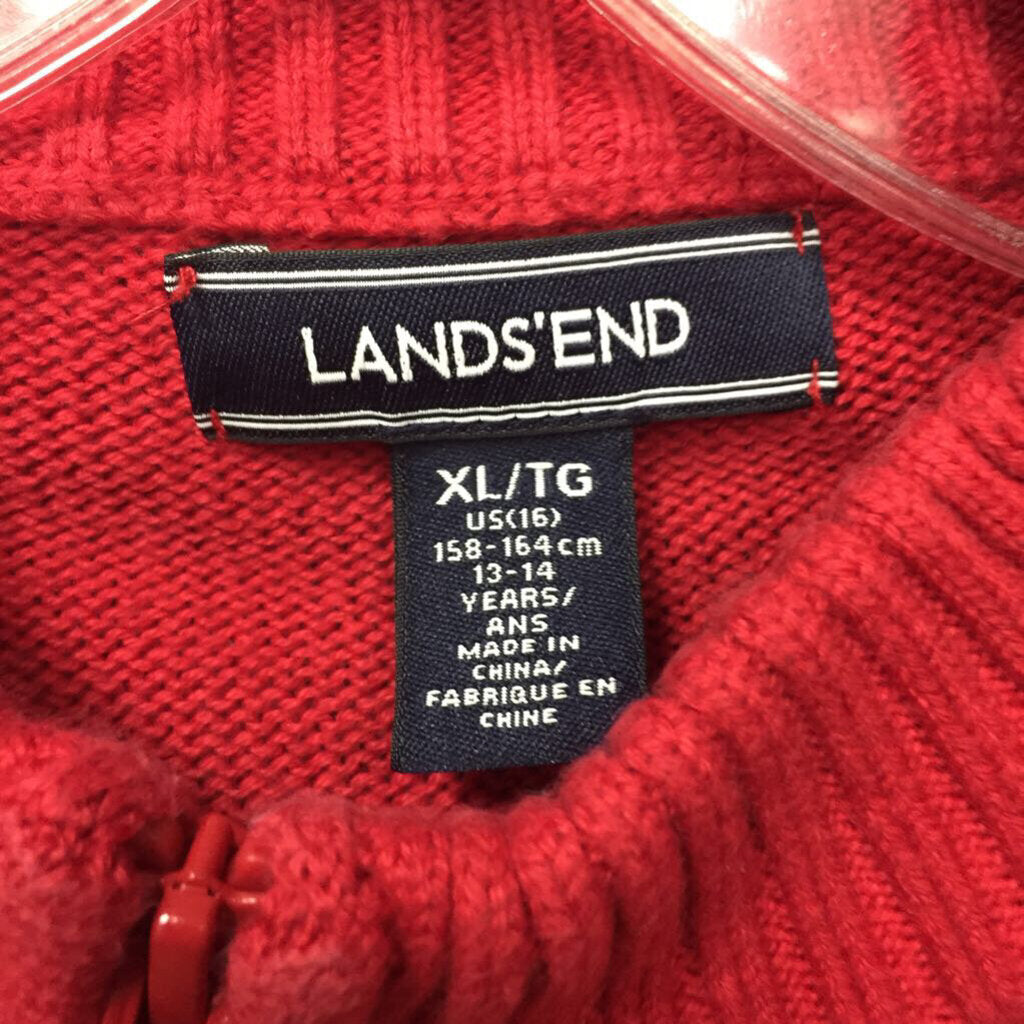 LANDS'END
XL/TG
US(16)
158-164cm
13-14
YEARS/
ANS
MADE IN
CHINA/
FABRIQUE EN
CHINE